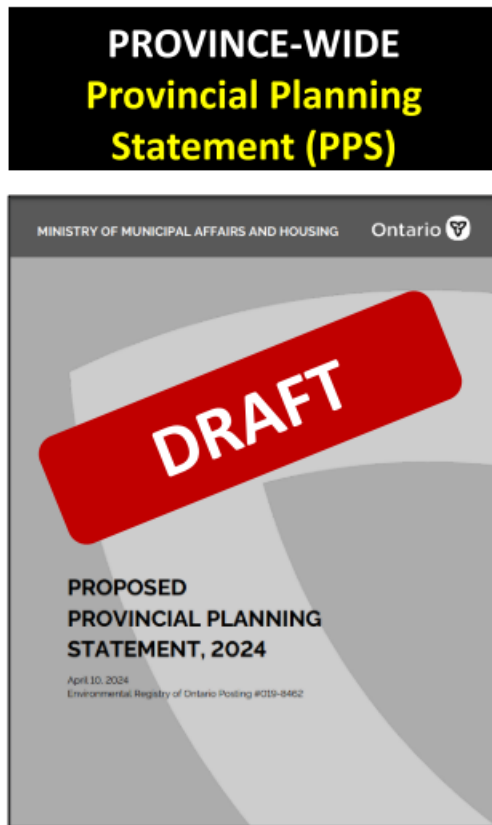 PROVINCE-WIDE
Provincial Planning
Statement (PPS)
MINISTRY OF MUNICIPAL AFFAIRS AND HOUSING Ontario
DRAFT
PROPOSED
PROVINCIAL PLANNING
STATEMENT, 2024
April 10, 2024
Environmental Registry of Ontario Posting #019-8462